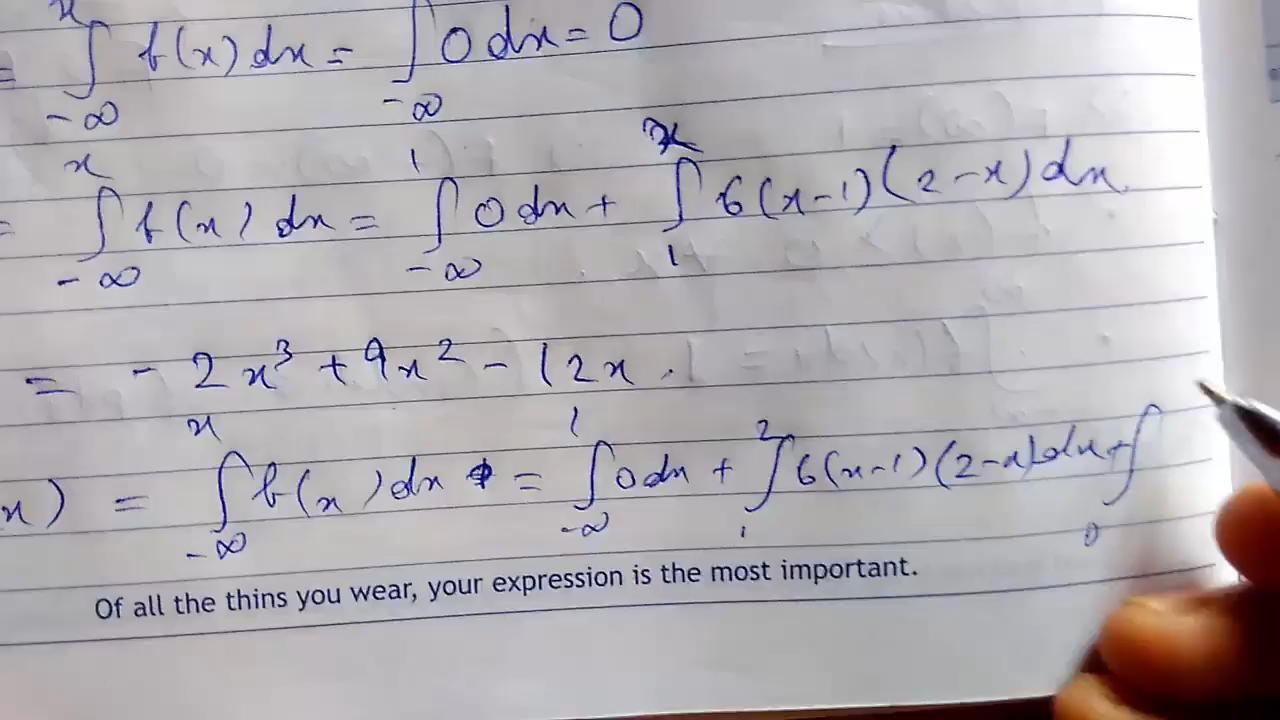 = ∫_{-∞}^{x} f(x) dx = ∫_{-∞} 0 dx = 0
= ∫_{-∞}^{x} f(x) dx = ∫_{-∞}^{1} 0 dx + ∫_{1}^{x} 6(x-1)(2-x) dx
= -2x³ + 9x² - 12x .
x) = ∫_{-∞}^{x} f(x) dx = ∫_{-∞}^{1} 0 dx + ∫_{1}^{2} 6(x-1)(2-x) dx + ∫_{0}
Of all the thins you wear, your expression is the most important.